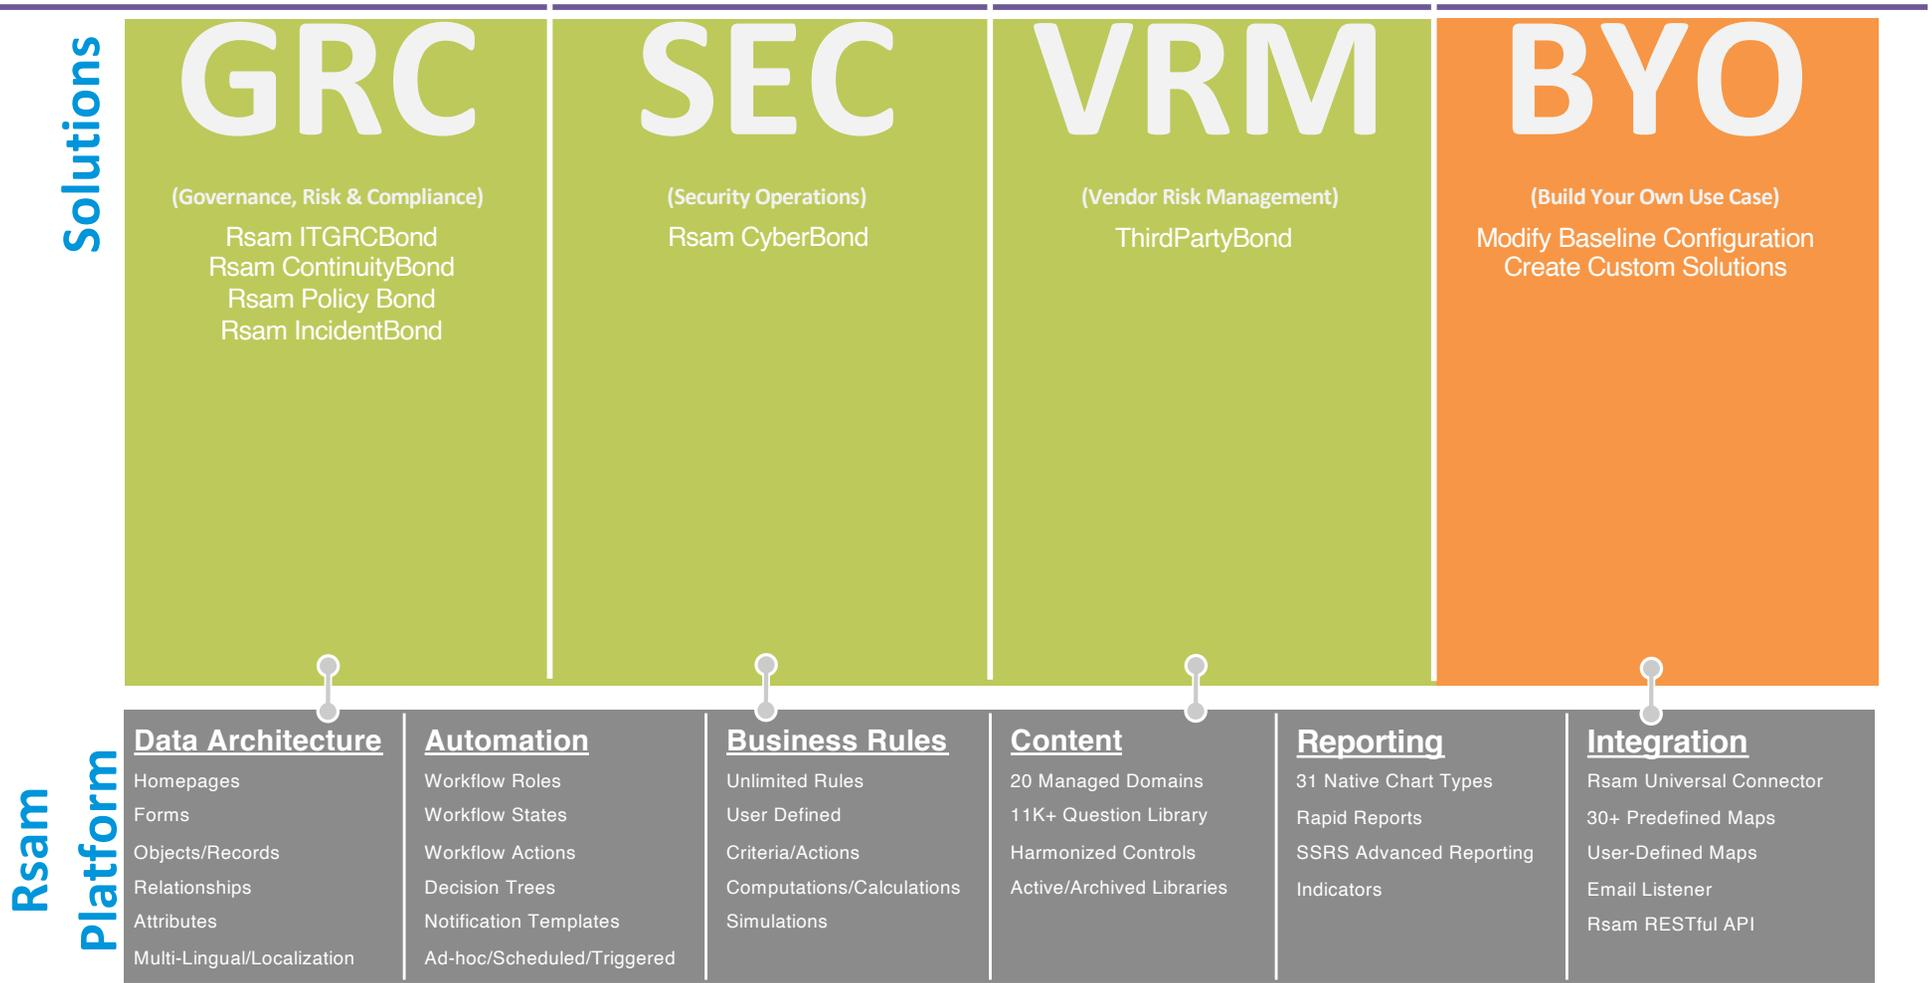 Solutions
GRC
(Governance, Risk & Compliance)
Rsam ITGRCBond
Rsam ContinuityBond
Rsam Policy Bond
Rsam IncidentBond
SEC
(Security Operations)
Rsam CyberBond
VRM
(Vendor Risk Management)
ThirdPartyBond
BYO
(Build Your Own Use Case)
Modify Baseline Configuration
Create Custom Solutions
Rsam
Platform
Data Architecture
Homepages
Forms
Objects/Records
Relationships
Attributes
Multi-Lingual/Localization
Automation
Workflow Roles
Workflow States
Workflow Actions
Decision Trees
Notification Templates
Ad-hoc/Scheduled/Triggered
Business Rules
Unlimited Rules
User Defined
Criteria/Actions
Computations/Calculations
Simulations
Content
20 Managed Domains
11K+ Question Library
Harmonized Controls
Active/Archived Libraries
Reporting
31 Native Chart Types
Rapid Reports
SSRS Advanced Reporting
Indicators
Integration
Rsam Universal Connector
30+ Predefined Maps
User-Defined Maps
Email Listener
Rsam RESTful API